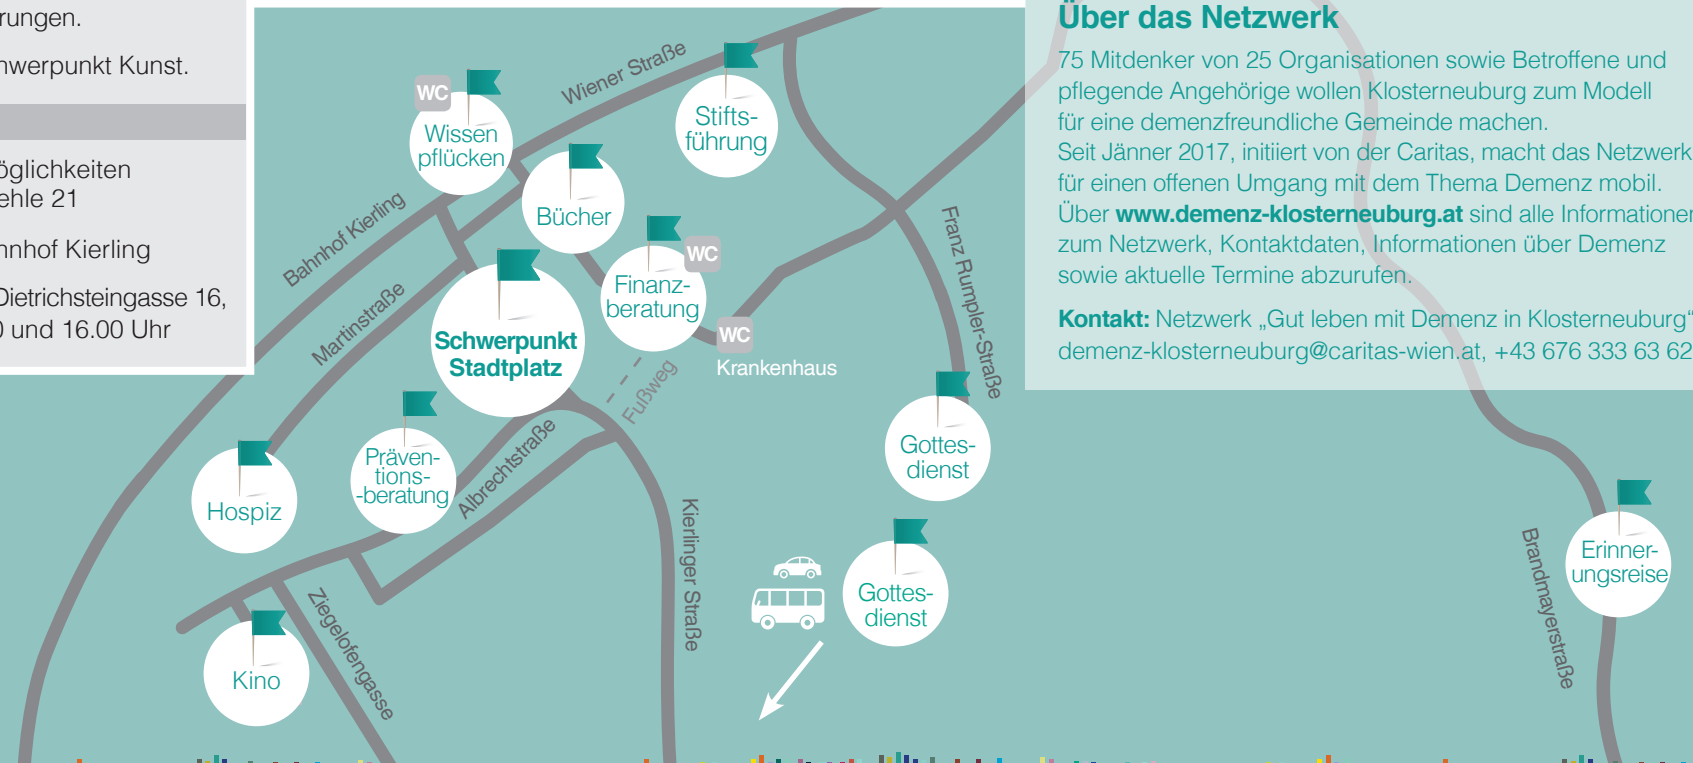 rungen.
hwerpunkt Kunst.
öglichkeiten
ehle 21
nnhof Kierling
Dietrichsteingasse 16,
0 und 16.00 Uhr
Über das Netzwerk
75 Mitdenker von 25 Organisationen sowie Betroffene und
pflegende Angehörige wollen Klosterneuburg zum Modell
für eine demenzfreundliche Gemeinde machen.
Seit Jänner 2017, initiiert von der Caritas, macht das Netzwerk
für einen offenen Umgang mit dem Thema Demenz mobil.
Über www.demenz-klosterneuburg.at sind alle Informationen
zum Netzwerk, Kontaktdaten, Informationen über Demenz
sowie aktuelle Termine abzurufen.
Kontakt: Netzwerk „Gut leben mit Demenz in Klosterneuburg“
demenz-klosterneuburg@caritas-wien.at, +43 676 333 63 62
Wiener Straße
WC
Wissen
pflücken
Stifts-
führung
Bücher
Bahnhof Kierling
Martinstraße
WC
Finanz-
beratung
Franz Rumpler-Straße
Schwerpunkt
Stadtplatz
WC
Krankenhaus
Fußweg
Albrechtstraße
Präven-
tions-
-beratung
Hospiz
Gottes-
dienst
Kierlinger Straße
Gottes-
dienst
Brandmayerstraße
Erinner-
ungsreise
Ziegelofengasse
Kino